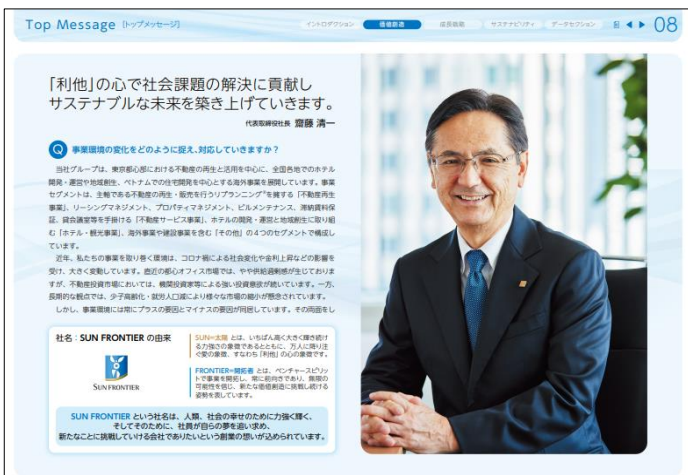 Top Message [トップメッセージ]
イントロダクション
価値創造
成長戦略
サステナビリティ
データセクション
08
「利他」の心で社会課題の解決に貢献し
サステナブルな未来を築き上げていきます。
代表取締役社長 齋藤 清一
Q 事業環境の変化をどのように捉え、対応していきますか？
当社グループは、東京都心部における不動産の再生と活用を中心に、全国各地でのホテル
開発・運営や地域創生、ベトナムでの住宅開発を中心とする海外事業を展開しています。事業
セグメントは、主軸である不動産の再生・販売を行うリプランニング®を擁する「不動産再生
事業」、リーシングマネジメント、プロパティマネジメント、ビルメンテナンス、滞納賃料保
証、貸会議室等を手掛ける「不動産サービス事業」、ホテルの開発・運営と地域創生に取り組
む「ホテル・観光事業」、海外事業や建設事業を含む「その他」の4つのセグメントで構成し
ています。
近年、私たちの事業を取り巻く環境は、コロナ禍による社会変化や金利上昇などの影響を
受け、大きく変動しています。直近の都心オフィス市場では、やや供給過剰感が生じておりま
すが、不動産投資市場においては、機関投資家等による強い投資意欲が続いています。一方、
長期的な観点では、少子高齢化・就労人口減により様々な市場の縮小が懸念されています。
しかし、事業環境には常にプラスの要因とマイナスの要因が同居しています。その両面をし
社名：SUN FRONTIER の由来
SUN FRONTIER
SUN=太陽 とは、いちばん高く大きく輝き続け
る力強さの象徴であるとともに、万人に降り注
ぐ愛の象徴、すなわち「利他」の心の象徴です。
FRONTIER=開拓者 とは、ベンチャースピリッ
トで事業を開拓し、常に前向きであり、無限の
可能性を信じ、新たな価値創造に挑戦し続ける
姿勢を表しています。
SUN FRONTIER という社名は、人類、社会の幸せのために力強く輝く、
そしてそのために、社員が自らの夢を追い求め、
新たなことに挑戦していける会社でありたいという創業の想いが込められています。